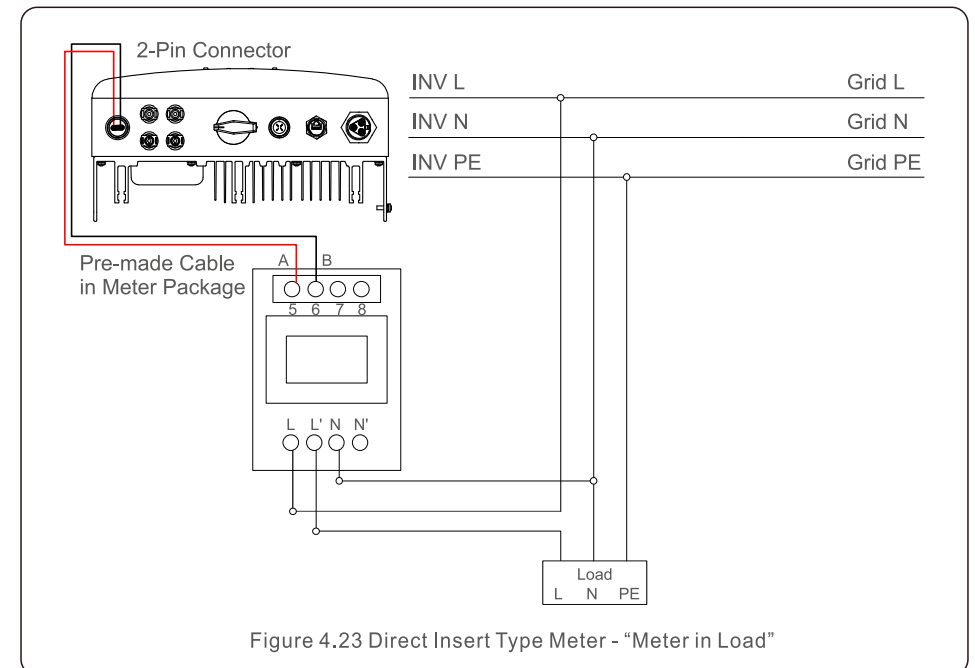 2-Pin Connector
INV L Grid L
INV N Grid N
INV PE Grid PE
Pre-made Cable
in Meter Package
A B
5 6 7 8
L L' N N'
Load
L N PE
Figure 4.23 Direct Insert Type Meter - “Meter in Load”